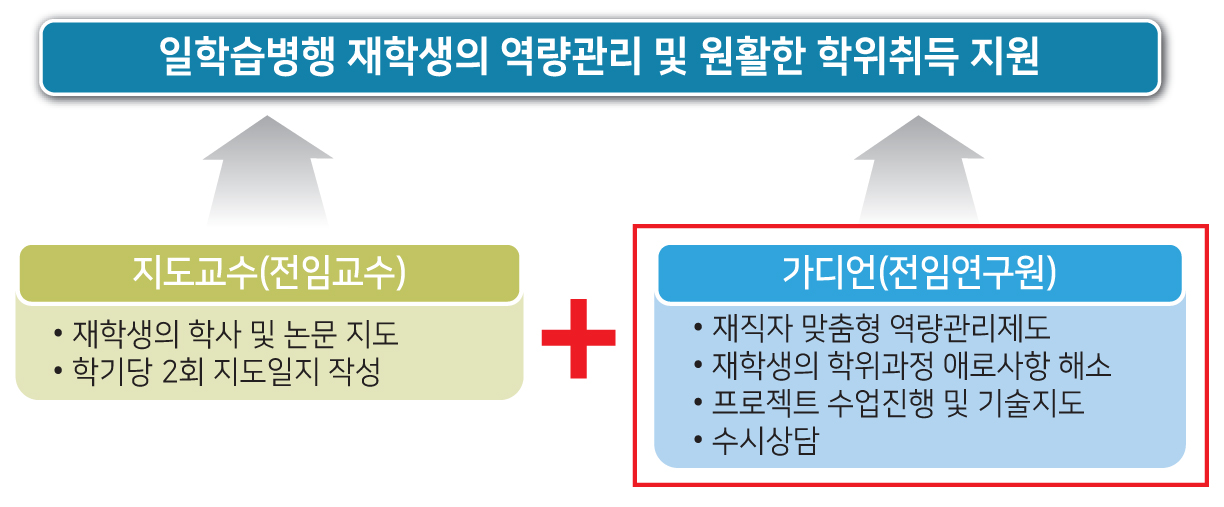 일학습병행 재학생의 역량관리 및 원활한 학위취득 지원
지도교수(전임교수)
• 재학생의 학사 및 논문 지도
• 학기당 2회 지도일지 작성
+
가디언(전임연구원)
• 재직자 맞춤형 역량관리제도
• 재학생의 학위과정 애로사항 해소
• 프로젝트 수업진행 및 기술지도
• 수시상담